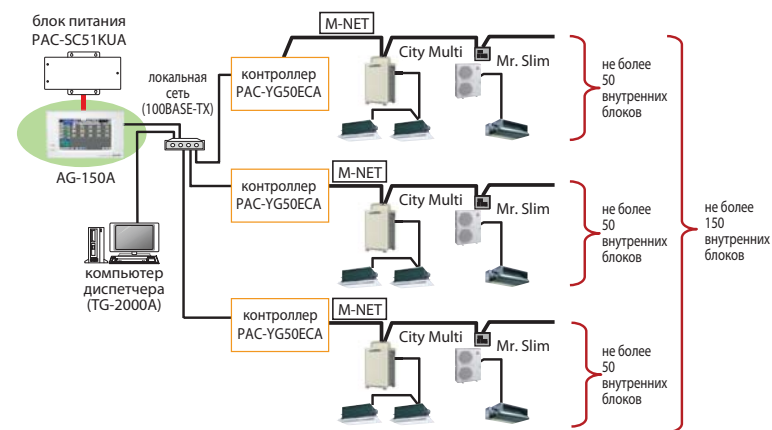 блок питания
PAC-SC51KUA
AG-150A
локальная
сеть
(100BASE-TX)
компьютер
диспетчера
(TG-2000A)
контроллер
PAC-YG50ECA
M-NET
City Multi
Mr. Slim
не более
50
внутренних
блоков
контроллер
PAC-YG50ECA
M-NET
City Multi
Mr. Slim
не более
50
внутренних
блоков
контроллер
PAC-YG50ECA
M-NET
City Multi
Mr. Slim
не более
50
внутренних
блоков
не более
150
внутренних
блоков